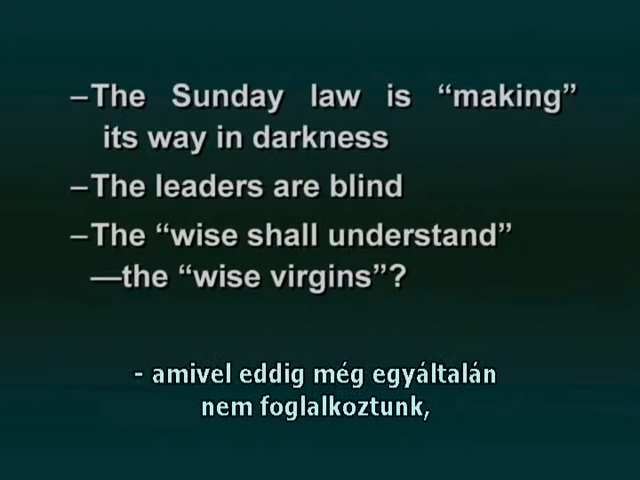 –The Sunday law is “making”
its way in darkness
–The leaders are blind
–The “wise shall understand”
—the “wise virgins”?
- amivel eddig még egyáltalán
nem foglalkoztunk,